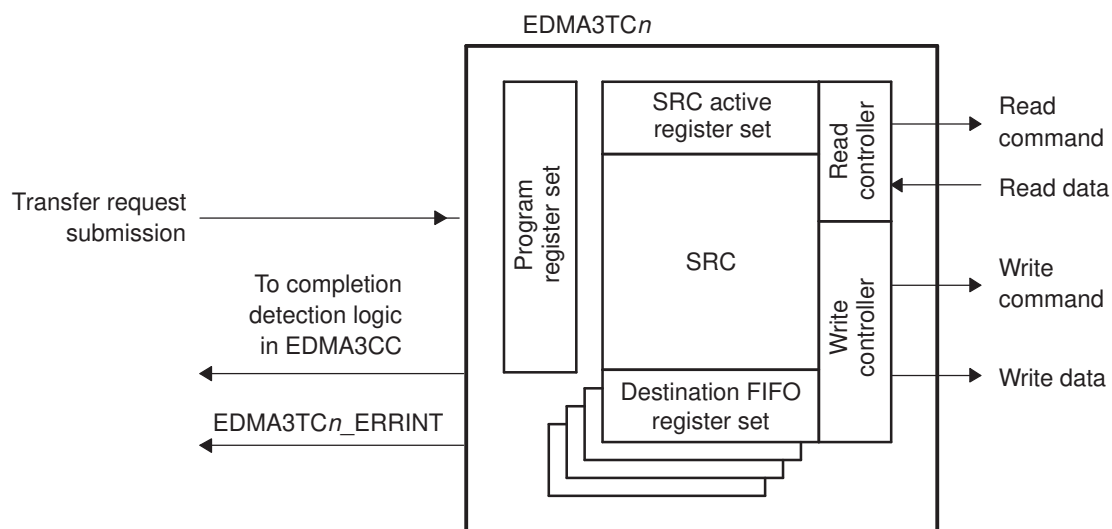 EDMA3TCn
SRC active
register set
Read
controller
Read
command
Read data
Program
register set
Transfer request
submission
SRC
Write
controller
Write
command
Write data
To completion
detection logic
in EDMA3CC
Destination FIFO
register set
EDMA3TCn_ERRINT